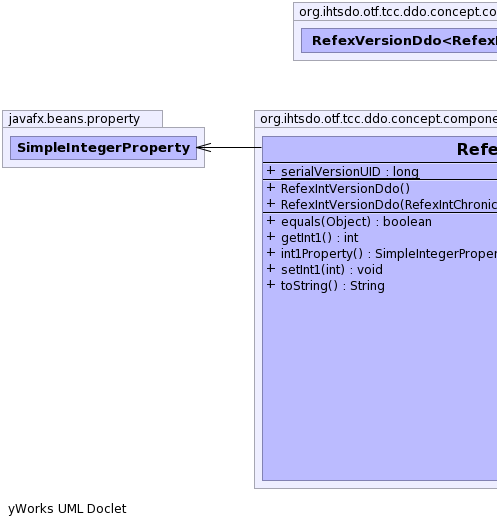 org.ihtsdo.otf.tcc.ddo.concept.co
RefexVersionDdo<Refex
javafx.beans.property
SimpleIntegerProperty
org.ihtsdo.otf.tcc.ddo.concept.compone
Refe
+ serialVersionUID : long
+ RefexIntVersionDdo()
+ RefexIntVersionDdo(RefexIntChronic
+ equals(Object) : boolean
+ getInt1() : int
+ int1Property() : SimpleIntegerProper
+ setInt1(int) : void
+ toString() : String
yWorks UML Doclet